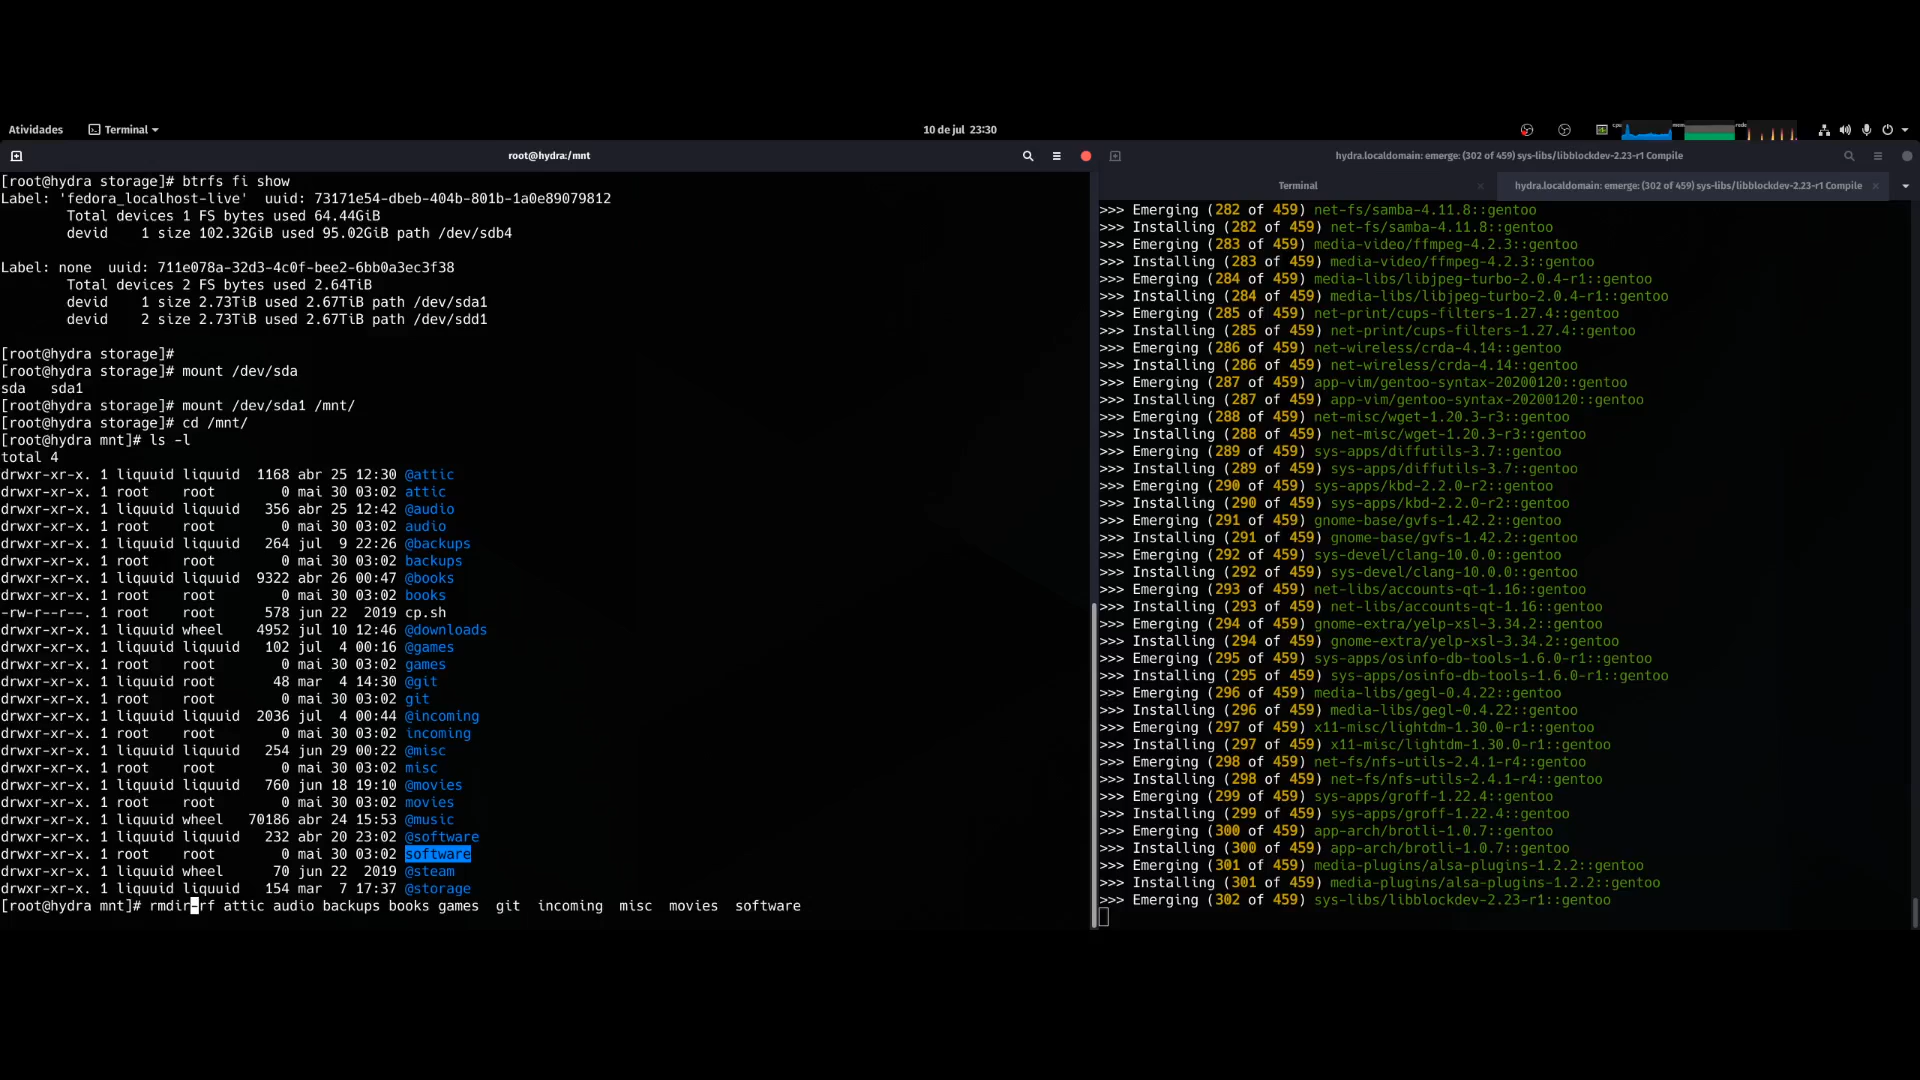 Atividades
Terminal
10 de jul 23:30
root@hydra:/mnt
[root@hydra storage]# btrfs fi show
Label: 'fedora_localhost-live'  uuid: 73171e54-dbeb-404b-801b-1a0e89079812
Total devices 1 FS bytes used 64.44GiB
devid    1 size 102.32GiB used 95.02GiB path /dev/sdb4
Label: none  uuid: 711e078a-32d3-4c0f-bee2-6bb0a3ec3f38
Total devices 2 FS bytes used 2.64TiB
devid    1 size 2.73TiB used 2.67TiB path /dev/sda1
devid    2 size 2.73TiB used 2.67TiB path /dev/sdd1
[root@hydra storage]#
[root@hydra storage]# mount /dev/sda
sda   sda1
[root@hydra storage]# mount /dev/sda1 /mnt/
[root@hydra storage]# cd /mnt/
[root@hydra mnt]# ls -l
total 4
drwxr-xr-x. 1 liquuid liquuid  1168 abr 25 12:30 @attic
drwxr-xr-x. 1 root    root        0 mai 30 03:02 attic
drwxr-xr-x. 1 liquuid liquuid   356 abr 25 12:42 @audio
drwxr-xr-x. 1 root    root        0 mai 30 03:02 audio
drwxr-xr-x. 1 liquuid liquuid   264 jul  9 22:26 @backups
drwxr-xr-x. 1 root    root        0 mai 30 03:02 backups
drwxr-xr-x. 1 liquuid liquuid  9322 abr 26 00:47 @books
drwxr-xr-x. 1 root    root        0 mai 30 03:02 books
-rw-r--r--. 1 root    root      578 jun 22  2019 cp.sh
drwxr-xr-x. 1 liquuid wheel    4952 jul 10 12:46 @downloads
drwxr-xr-x. 1 liquuid liquuid   102 jul  4 00:16 @games
drwxr-xr-x. 1 root    root        0 mai 30 03:02 games
drwxr-xr-x. 1 liquuid liquuid    48 mar  4 14:30 @git
drwxr-xr-x. 1 root    root        0 mai 30 03:02 git
drwxr-xr-x. 1 liquuid liquuid  2036 jul  4 00:44 @incoming
drwxr-xr-x. 1 root    root        0 mai 30 03:02 incoming
drwxr-xr-x. 1 liquuid liquuid   254 jun 29 00:22 @misc
drwxr-xr-x. 1 root    root        0 mai 30 03:02 misc
drwxr-xr-x. 1 liquuid liquuid   760 jun 18 19:10 @movies
drwxr-xr-x. 1 root    root        0 mai 30 03:02 movies
drwxr-xr-x. 1 liquuid wheel   70186 abr 24 15:53 @music
drwxr-xr-x. 1 liquuid liquuid   232 abr 20 23:02 @software
drwxr-xr-x. 1 root    root        0 mai 30 03:02 software
drwxr-xr-x. 1 liquuid wheel      70 jun 22  2019 @steam
drwxr-xr-x. 1 liquuid liquuid   154 mar  7 17:37 @storage
[root@hydra mnt]# rmdir-rf attic audio backups books games  git  incoming  misc  movies  software
hydra.localdomain: emerge: (302 of 459) sys-libs/libblockdev-2.23-r1 Compile
Terminal
hydra.localdomain: emerge: (302 of 459) sys-libs/libblockdev-2.23-r1 Compile
>>> Emerging (282 of 459) net-fs/samba-4.11.8::gentoo
>>> Installing (282 of 459) net-fs/samba-4.11.8::gentoo
>>> Emerging (283 of 459) media-video/ffmpeg-4.2.3::gentoo
>>> Installing (283 of 459) media-video/ffmpeg-4.2.3::gentoo
>>> Emerging (284 of 459) media-libs/libjpeg-turbo-2.0.4-r1::gentoo
>>> Installing (284 of 459) media-libs/libjpeg-turbo-2.0.4-r1::gentoo
>>> Emerging (285 of 459) net-print/cups-filters-1.27.4::gentoo
>>> Installing (285 of 459) net-print/cups-filters-1.27.4::gentoo
>>> Emerging (286 of 459) net-wireless/crda-4.14::gentoo
>>> Installing (286 of 459) net-wireless/crda-4.14::gentoo
>>> Emerging (287 of 459) app-vim/gentoo-syntax-20200120::gentoo
>>> Installing (287 of 459) app-vim/gentoo-syntax-20200120::gentoo
>>> Emerging (288 of 459) net-misc/wget-1.20.3-r3::gentoo
>>> Installing (288 of 459) net-misc/wget-1.20.3-r3::gentoo
>>> Emerging (289 of 459) sys-apps/diffutils-3.7::gentoo
>>> Installing (289 of 459) sys-apps/diffutils-3.7::gentoo
>>> Emerging (290 of 459) sys-apps/kbd-2.2.0-r2::gentoo
>>> Installing (290 of 459) sys-apps/kbd-2.2.0-r2::gentoo
>>> Emerging (291 of 459) gnome-base/gvfs-1.42.2::gentoo
>>> Installing (291 of 459) gnome-base/gvfs-1.42.2::gentoo
>>> Emerging (292 of 459) sys-devel/clang-10.0.0::gentoo
>>> Installing (292 of 459) sys-devel/clang-10.0.0::gentoo
>>> Emerging (293 of 459) net-libs/accounts-qt-1.16::gentoo
>>> Installing (293 of 459) net-libs/accounts-qt-1.16::gentoo
>>> Emerging (294 of 459) gnome-extra/yelp-xsl-3.34.2::gentoo
>>> Installing (294 of 459) gnome-extra/yelp-xsl-3.34.2::gentoo
>>> Emerging (295 of 459) sys-apps/osinfo-db-tools-1.6.0-r1::gentoo
>>> Installing (295 of 459) sys-apps/osinfo-db-tools-1.6.0-r1::gentoo
>>> Emerging (296 of 459) media-libs/gegl-0.4.22::gentoo
>>> Installing (296 of 459) media-libs/gegl-0.4.22::gentoo
>>> Emerging (297 of 459) x11-misc/lightdm-1.30.0-r1::gentoo
>>> Installing (297 of 459) x11-misc/lightdm-1.30.0-r1::gentoo
>>> Emerging (298 of 459) net-fs/nfs-utils-2.4.1-r4::gentoo
>>> Installing (298 of 459) net-fs/nfs-utils-2.4.1-r4::gentoo
>>> Emerging (299 of 459) sys-apps/groff-1.22.4::gentoo
>>> Installing (299 of 459) sys-apps/groff-1.22.4::gentoo
>>> Emerging (300 of 459) app-arch/brotli-1.0.7::gentoo
>>> Installing (300 of 459) app-arch/brotli-1.0.7::gentoo
>>> Emerging (301 of 459) media-plugins/alsa-plugins-1.2.2::gentoo
>>> Installing (301 of 459) media-plugins/alsa-plugins-1.2.2::gentoo
>>> Emerging (302 of 459) sys-libs/libblockdev-2.23-r1::gentoo